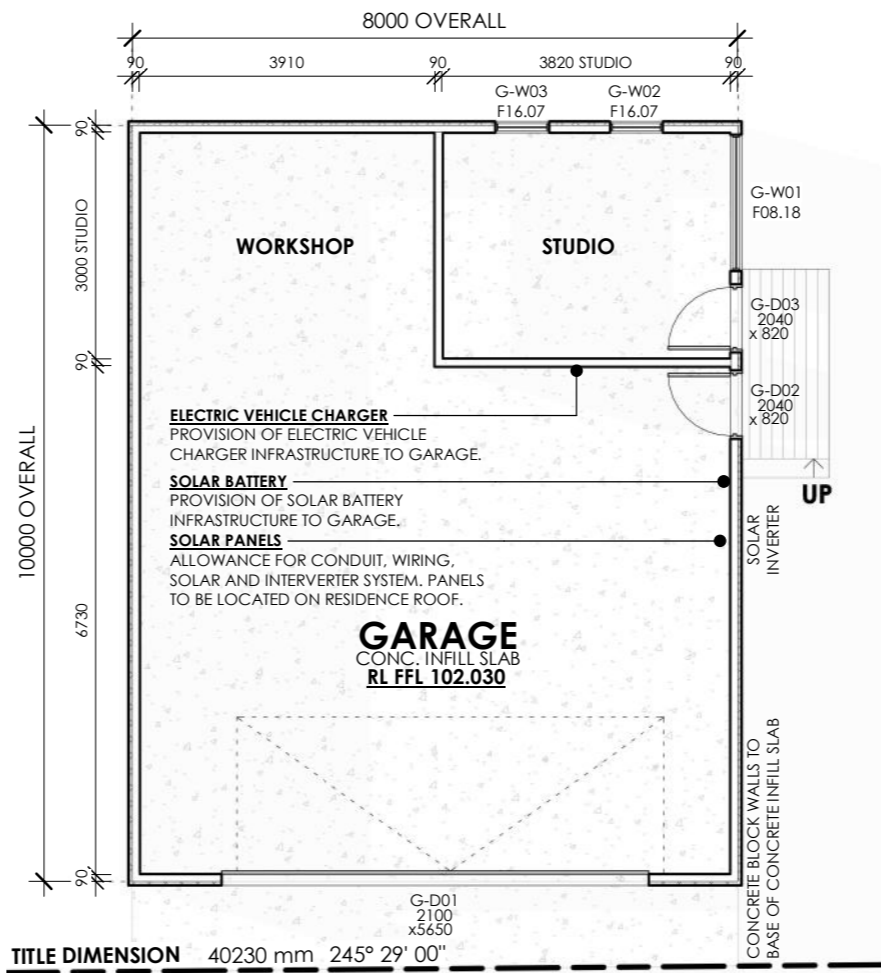 8000 OVERALL
90
3910
90
3820 STUDIO
90
G-W03
F16.07
G-W02
F16.07
90
3000 STUDIO
90
6730
90
10000 OVERALL
WORKSHOP
STUDIO
G-W01
F08.18
G-D03
2040
x 820
G-D02
2040
x 820
UP
ELECTRIC VEHICLE CHARGER
PROVISION OF ELECTRIC VEHICLE
CHARGER INFRASTRUCTURE TO GARAGE.
SOLAR BATTERY
PROVISION OF SOLAR BATTERY
INFRASTRUCTURE TO GARAGE.
SOLAR PANELS
ALLOWANCE FOR CONDUIT, WIRING,
SOLAR AND INTERVERTER SYSTEM. PANELS
TO BE LOCATED ON RESIDENCE ROOF.
SOLAR
INVERTER
GARAGE
CONC. INFILL SLAB
RL FFL 102.030
CONCRETE BLOCK WALLS TO
BASE OF CONCRETE INFILL SLAB
G-D01
2100
x5650
TITLE DIMENSION 40230 mm 245° 29' 00"